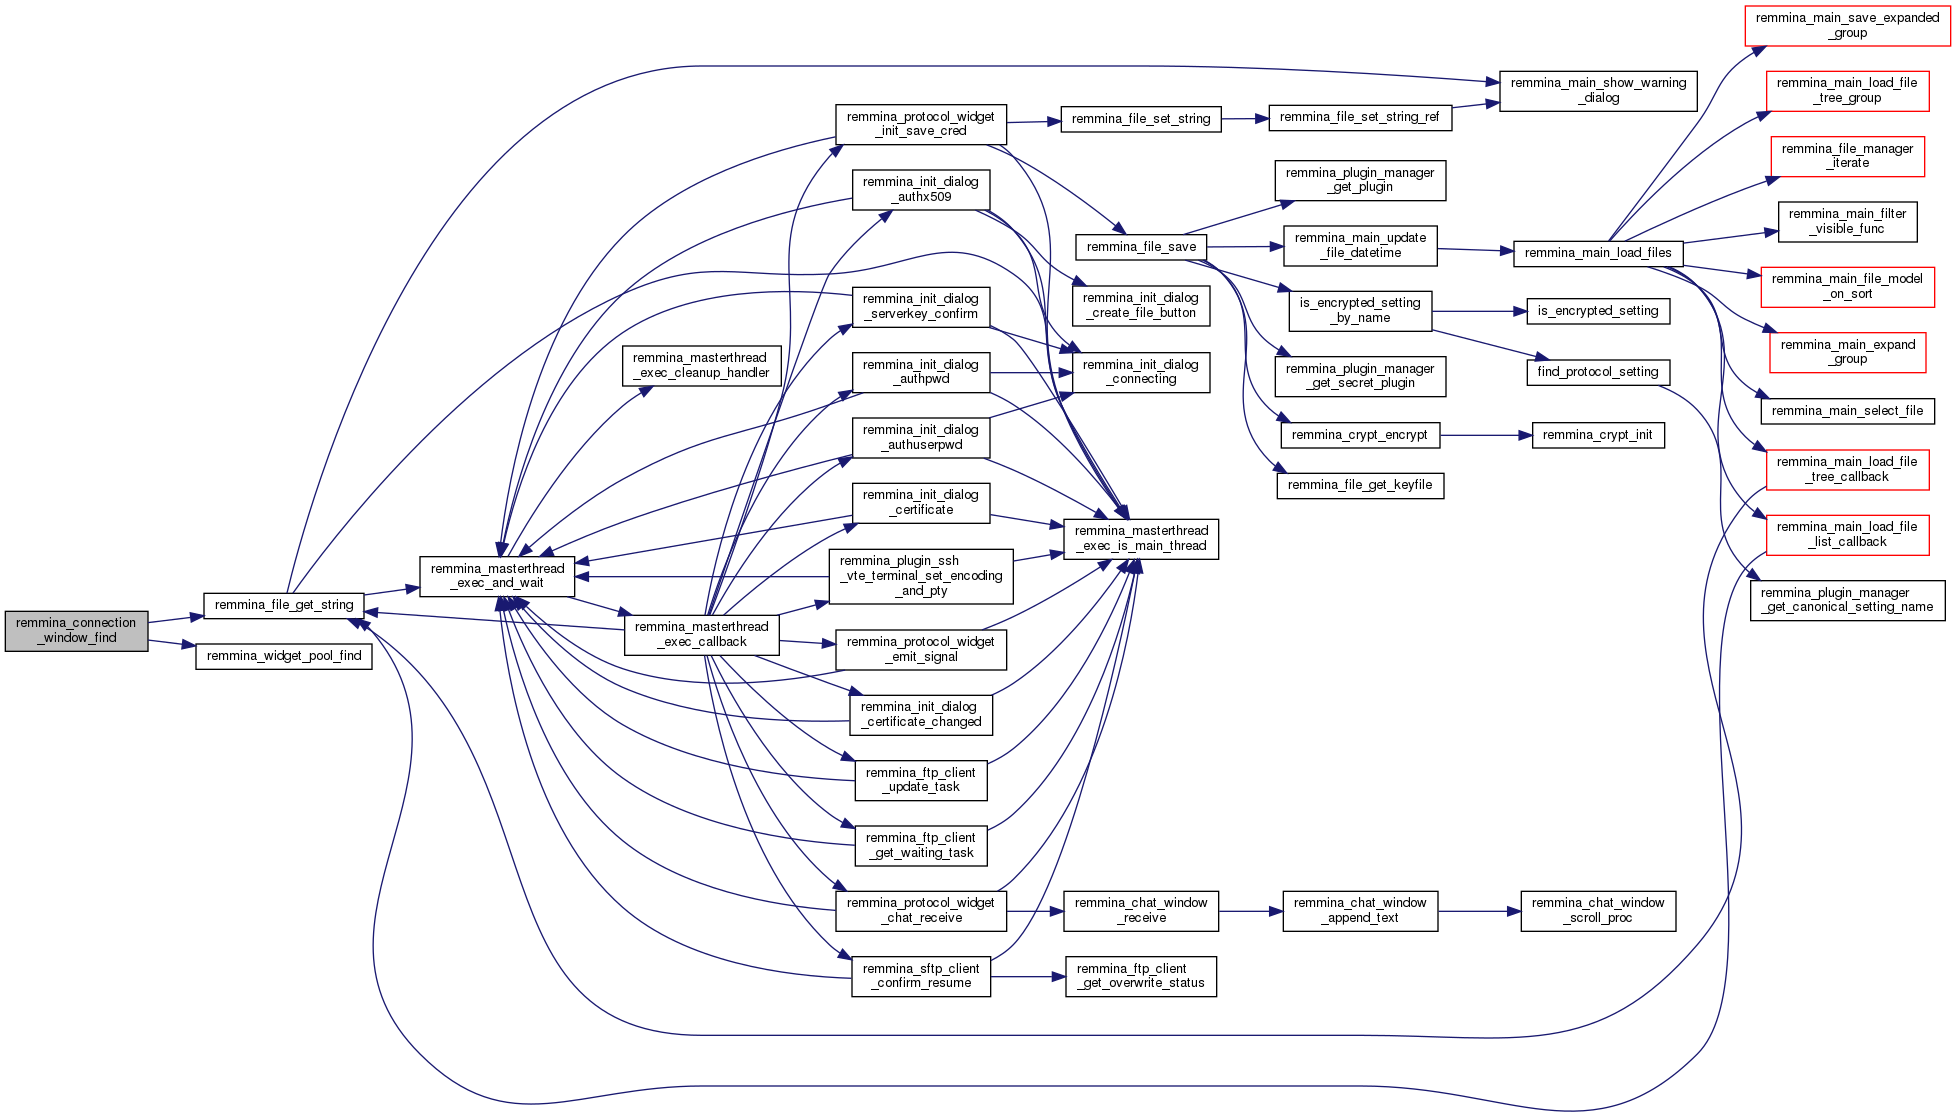 remmina_connection
_window_find
remmina_file_get_string
remmina_widget_pool_find
remmina_masterthread
_exec_and_wait
remmina_masterthread
_exec_cleanup_handler
remmina_masterthread
_exec_callback
remmina_protocol_widget
_init_save_cred
remmina_init_dialog
_authx509
remmina_init_dialog
_serverkey_confirm
remmina_init_dialog
_authpwd
remmina_init_dialog
_authuserpwd
remmina_init_dialog
_certificate
remmina_plugin_ssh
_vte_terminal_set_encoding
_and_pty
remmina_protocol_widget
_emit_signal
remmina_init_dialog
_certificate_changed
remmina_ftp_client
_update_task
remmina_ftp_client
_get_waiting_task
remmina_protocol_widget
_chat_receive
remmina_sftp_client
_confirm_resume
remmina_file_set_string
remmina_file_save
remmina_init_dialog
_create_file_button
remmina_init_dialog
_connecting
remmina_masterthread
_exec_is_main_thread
remmina_chat_window
_receive
remmina_ftp_client
_get_overwrite_status
remmina_file_set_string_ref
remmina_plugin_manager
_get_plugin
remmina_main_update
_file_datetime
is_encrypted_setting
_by_name
remmina_plugin_manager
_get_secret_plugin
remmina_crypt_encrypt
remmina_file_get_keyfile
remmina_chat_window
_append_text
remmina_main_show_warning
_dialog
remmina_main_load_files
is_encrypted_setting
find_protocol_setting
remmina_crypt_init
remmina_chat_window
_scroll_proc
remmina_main_save_expanded
_group
remmina_main_load_file
_tree_group
remmina_file_manager
_iterate
remmina_main_filter
_visible_func
remmina_main_file_model
_on_sort
remmina_main_expand
_group
remmina_main_select_file
remmina_main_load_file
_tree_callback
remmina_main_load_file
_list_callback
remmina_plugin_manager
_get_canonical_setting_name